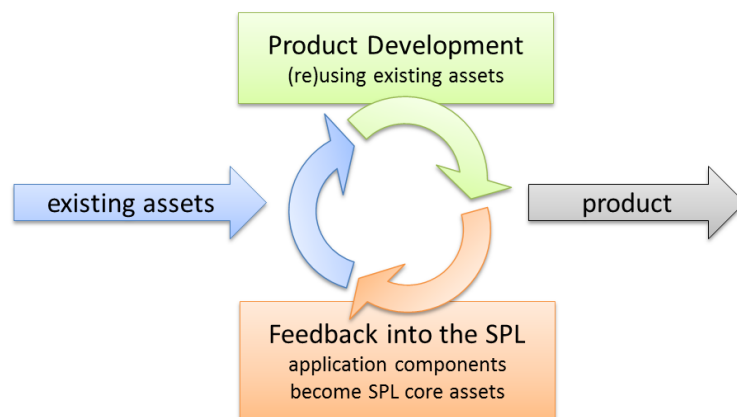 Product Development
(re)using existing assets
existing assets
product
Feedback into the SPL
application components
become SPL core assets